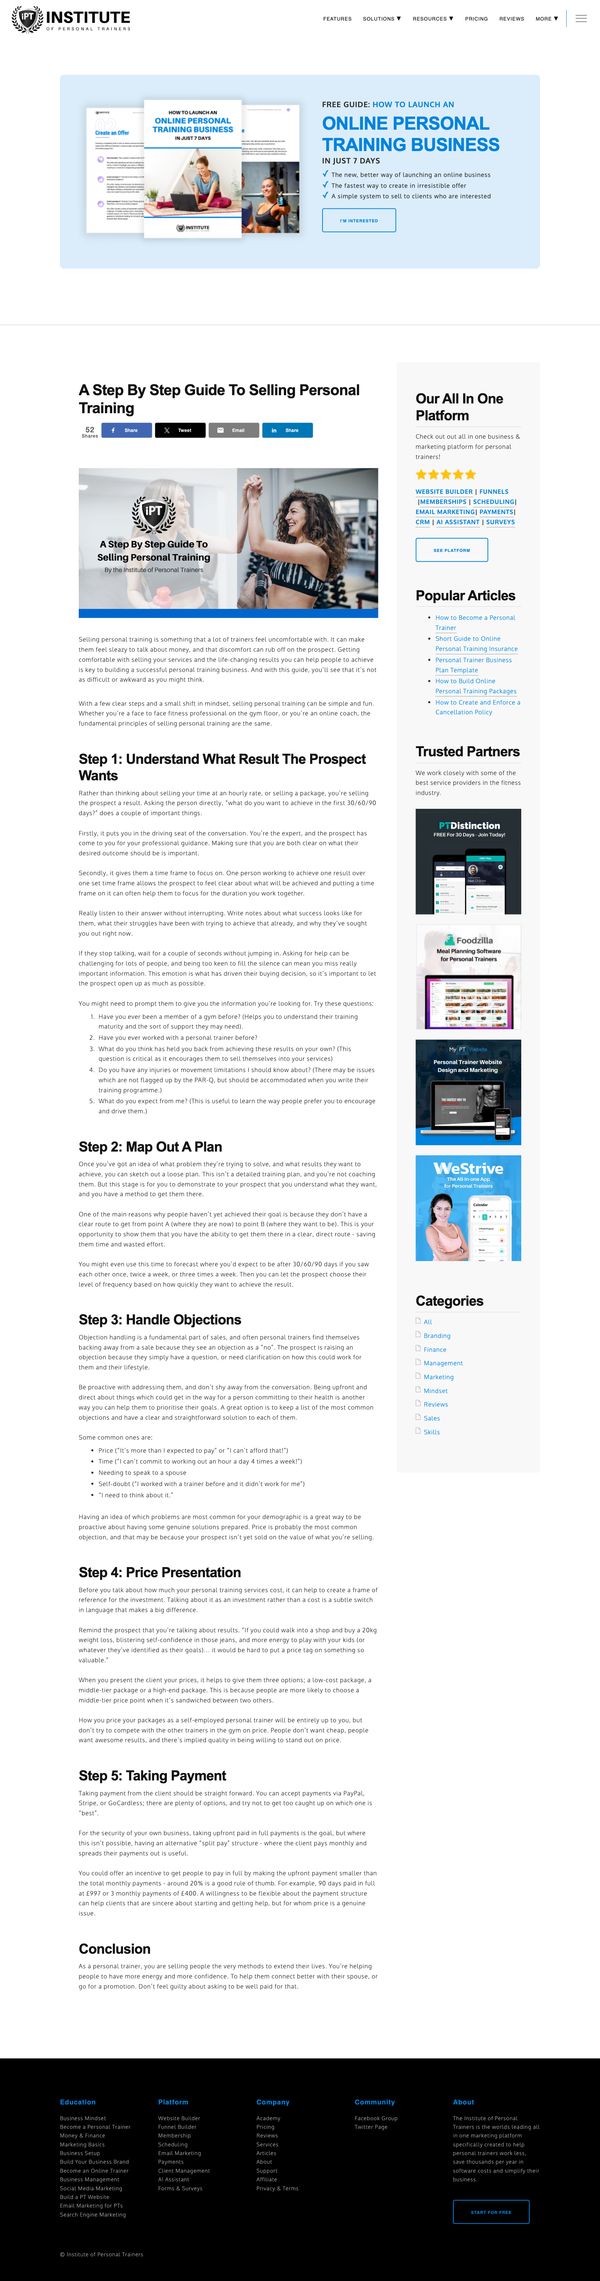 iPT INSTITUTE
OF PERSONAL TRAINERS
FEATURES SOLUTIONS ▼ RESOURCES ▼ PRICING REVIEWS MORE ▼
Create an Offer
HOW TO LAUNCH AN
ONLINE PERSONAL
TRAINING BUSINESS
IN JUST 7 DAYS
INSTITUTE
FREE GUIDE: HOW TO LAUNCH AN
ONLINE PERSONAL
TRAINING BUSINESS
IN JUST 7 DAYS
✓ The new, better way of launching an online business
✓ The fastest way to create in irresistible offer
✓ A simple system to sell to clients who are interested
I'M INTERESTED
A Step By Step Guide To Selling Personal
Training
52
Shares
Share
Tweet
Email
Share
iPT
A Step By Step Guide To
Selling Personal Training
By the Institute of Personal Trainers
Selling personal training is something that a lot of trainers feel uncomfortable with. It can make
them feel sleazy to talk about money, and that discomfort can rub off on the prospect. Getting
comfortable with selling your services and the life-changing results you can help people to achieve
is key to building a successful personal training business. And with this guide, you'll see that it's not
as difficult or awkward as you might think.
With a few clear steps and a small shift in mindset, selling personal training can be simple and fun.
Whether you're a face to face fitness professional on the gym floor, or you're an online coach, the
fundamental principles of selling personal training are the same.
Step 1: Understand What Result The Prospect
Wants
Rather than thinking about selling your time at an hourly rate, or selling a package, you're selling
the prospect a result. Asking the person directly, "what do you want to achieve in the first 30/60/90
days?" does a couple of important things.
Firstly, it puts you in the driving seat of the conversation. You're the expert, and the prospect has
come to you for your professional guidance. Making sure that you are both clear on what their
desired outcome should be is important.
Secondly, it gives them a time frame to focus on. One person working to achieve one result over
one set time frame allows the prospect to feel clear about what will be achieved and putting a time
frame on it can often help them to focus for the duration you work together.
Really listen to their answer without interrupting. Write notes about what success looks like for
them, what their struggles have been with trying to achieve that already, and why they've sought
you out right now.
If they stop talking, wait for a couple of seconds without jumping in. Asking for help can be
challenging for lots of people, and being too keen to fill the silence can mean you miss really
important information. This emotion is what has driven their buying decision, so it's important to let
the prospect open up as much as possible.
You might need to prompt them to give you the information you're looking for. Try these questions:
1. Have you ever been a member of a gym before? (Helps you to understand their training
maturity and the sort of support they may need).
2. Have you ever worked with a personal trainer before?
3. What do you think has held you back from achieving these results on your own? (This
question is critical as it encourages them to sell themselves into your services)
4. Do you have any injuries or movement limitations I should know about? (There may be issues
which are not flagged up by the PAR-Q, but should be accommodated when you write their
training programme.)
5. What do you expect from me? (This is useful to learn the way people prefer you to encourage
and drive them.)
Step 2: Map Out A Plan
Once you've got an idea of what problem they're trying to solve, and what results they want to
achieve, you can sketch out a loose plan. This isn't a detailed training plan, and you're not coaching
them. But this stage is for you to demonstrate to your prospect that you understand what they want,
and you have a method to get them there.
One of the main reasons why people haven't yet achieved their goal is because they don't have a
clear route to get from point A (where they are now) to point B (where they want to be). This is your
opportunity to show them that you have the ability to get them there in a clear, direct route - saving
them time and wasted effort.
You might even use this time to forecast where you'd expect to be after 30/60/90 days if you saw
each other once, twice a week, or three times a week. Then you can let the prospect choose their
level of frequency based on how quickly they want to achieve the result.
Step 3: Handle Objections
Objection handling is a fundamental part of sales, and often personal trainers find themselves
backing away from a sale because they see an objection as a "no". The prospect is raising an
objection because they simply have a question, or need clarification on how this could work for
them and their lifestyle.
Be proactive with addressing them, and don't shy away from the conversation. Being upfront and
direct about things which could get in the way for a person committing to their health is another
way you can help them to prioritise their goals. A great option is to keep a list of the most common
objections and have a clear and straightforward solution to each of them.
Some common ones are:
• Price ("It's more than I expected to pay" or "I can't afford that!")
• Time ("I can't commit to working out an hour a day 4 times a week!")
• Needing to speak to a spouse
• Self-doubt ("I worked with a trainer before and it didn't work for me")
• "I need to think about it."
Having an idea of which problems are most common for your demographic is a great way to be
proactive about having some genuine solutions prepared. Price is probably the most common
objection, and that may be because your prospect isn't yet sold on the value of what you're selling.
Step 4: Price Presentation
Before you talk about how much your personal training services cost, it can help to create a frame of
reference for the investment. Talking about it as an investment rather than a cost is a subtle switch
in language that makes a big difference.
Remind the prospect that you're talking about results. "If you could walk into a shop and buy a 20kg
weight loss, blistering self-confidence in those jeans, and more energy to play with your kids (or
whatever they've identified as their goals)... it would be hard to put a price tag on something so
valuable."
When you present the client your prices, it helps to give them three options; a low-cost package, a
middle-tier package or a high-end package. This is because people are more likely to choose a
middle-tier price point when it's sandwiched between two others.
How you price your packages as a self-employed personal trainer will be entirely up to you, but
don't try to compete with the other trainers in the gym on price. People don't want cheap, people
want awesome results, and there's implied quality in being willing to stand out on price.
Step 5: Taking Payment
Taking payment from the client should be straight forward. You can accept payments via PayPal,
Stripe, or GoCardless; there are plenty of options, and try not to get too caught up on which one is
"best".
For the security of your own business, taking upfront paid in full payments is the goal, but where
this isn't possible, having an alternative "split pay" structure - where the client pays monthly and
spreads their payments out is useful.
You could offer an incentive to get people to pay in full by making the upfront payment smaller than
the total monthly payments - around 20% is a good rule of thumb. For example, 90 days paid in full
at £997 or 3 monthly payments of £400. A willingness to be flexible about the payment structure
can help clients that are sincere about starting and getting help, but for whom price is a genuine
issue.
Conclusion
As a personal trainer, you are selling people the very methods to extend their lives. You're helping
people to have more energy and more confidence. To help them connect better with their spouse, or
go for a promotion. Don't feel guilty about asking to be well paid for that.
Our All In One
Platform
Check out out all in one business &
marketing platform for personal
trainers!
WEBSITE BUILDER | FUNNELS
|MEMBERSHIPS | SCHEDULING|
EMAIL MARKETING| PAYMENTS|
CRM | AI ASSISTANT | SURVEYS
SEE PLATFORM
Popular Articles
• How to Become a Personal
Trainer
• Short Guide to Online
Personal Training Insurance
• Personal Trainer Business
Plan Template
• How to Build Online
Personal Training Packages
• How to Create and Enforce a
Cancellation Policy
Trusted Partners
We work closely with some of the
best service providers in the fitness
industry.
PTDistinction
FREE For 30 Days - Join Today!
Foodzilla
Meal Planning Software
for Personal Trainers
My PT Website
Personal Trainer Website
Design and Marketing
WeStrive
The All-in-One App
for Personal Trainers
Calendar
Categories
All
Branding
Finance
Management
Marketing
Mindset
Reviews
Sales
Skills
Education
Business Mindset
Become a Personal Trainer
Money & Finance
Marketing Basics
Business Setup
Build Your Business Brand
Become an Online Trainer
Business Management
Social Media Marketing
Build a PT Website
Email Marketing for PTs
Search Engine Marketing
Platform
Website Builder
Funnel Builder
Membership
Scheduling
Email Marketing
Payments
Client Management
AI Assistant
Forms & Surveys
Company
Academy
Pricing
Reviews
Services
Articles
About
Support
Affiliate
Privacy & Terms
Community
Facebook Group
Twitter Page
About
The Institute of Personal
Trainers is the worlds leading all
in one marketing platform
specifically created to help
personal trainers work less,
save thousands per year in
software costs and simplify their
business.
START FOR FREE
© Institute of Personal Trainers